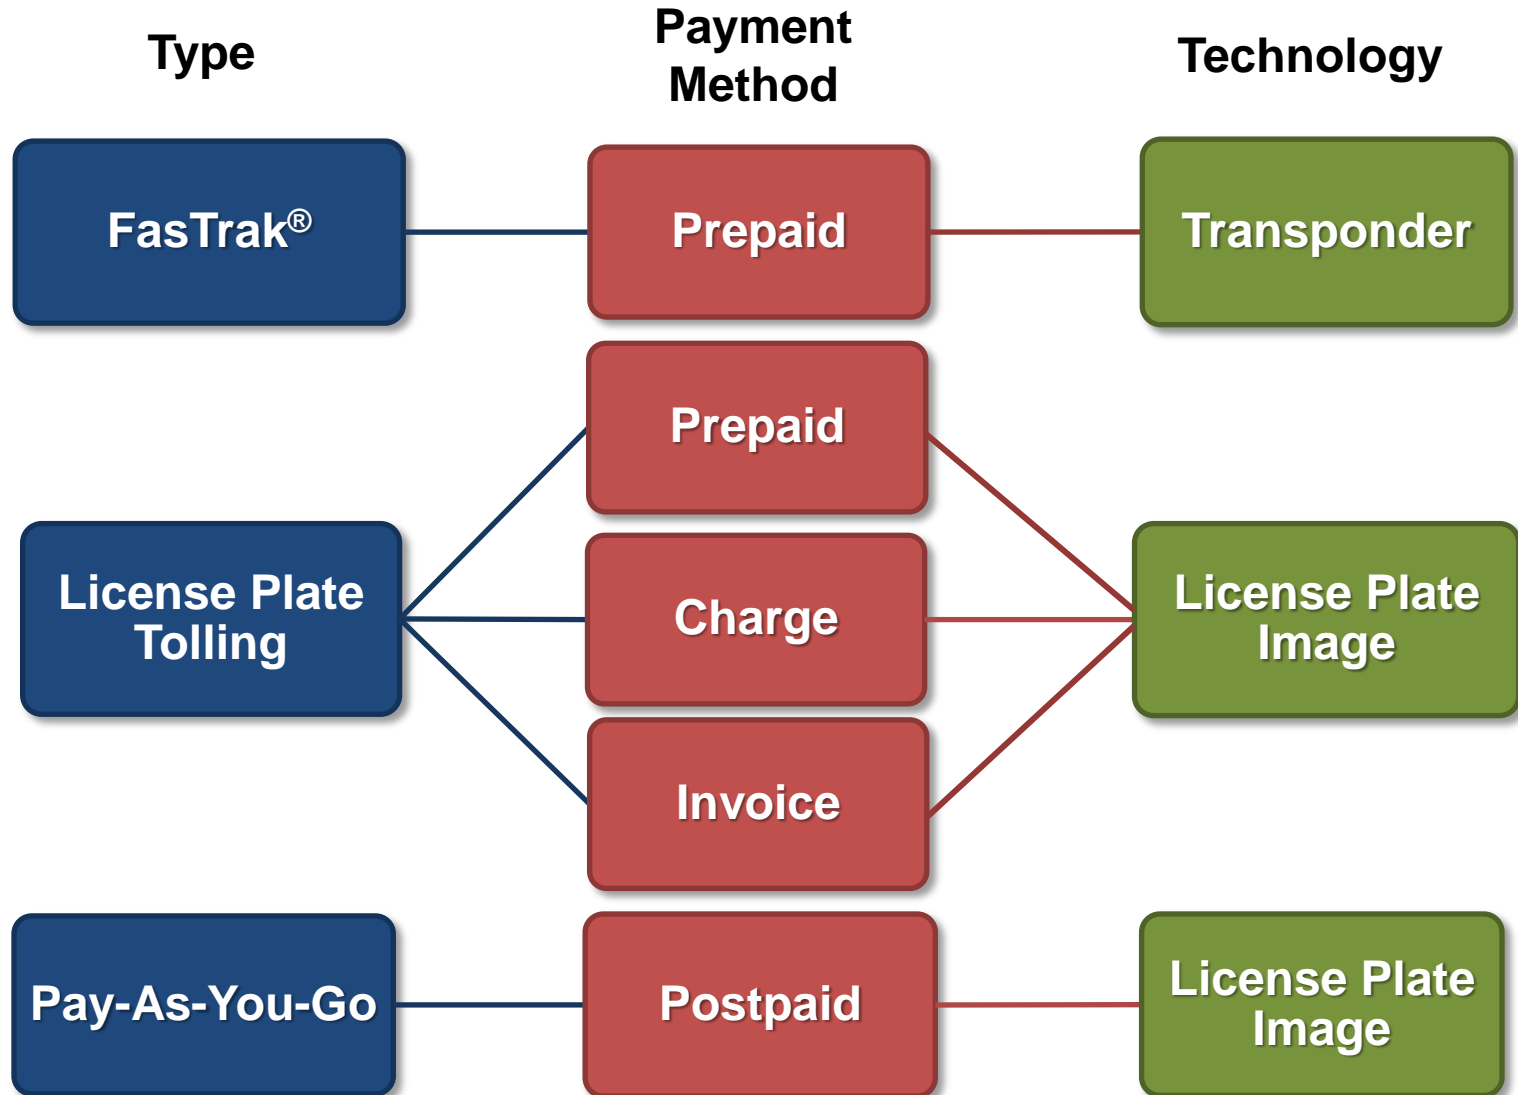 Type
Payment
Method
Technology
FasTrak®
Prepaid
Transponder
Prepaid
License Plate
Tolling
Charge
License Plate
Image
Invoice
Pay-As-You-Go
Postpaid
License Plate
Image